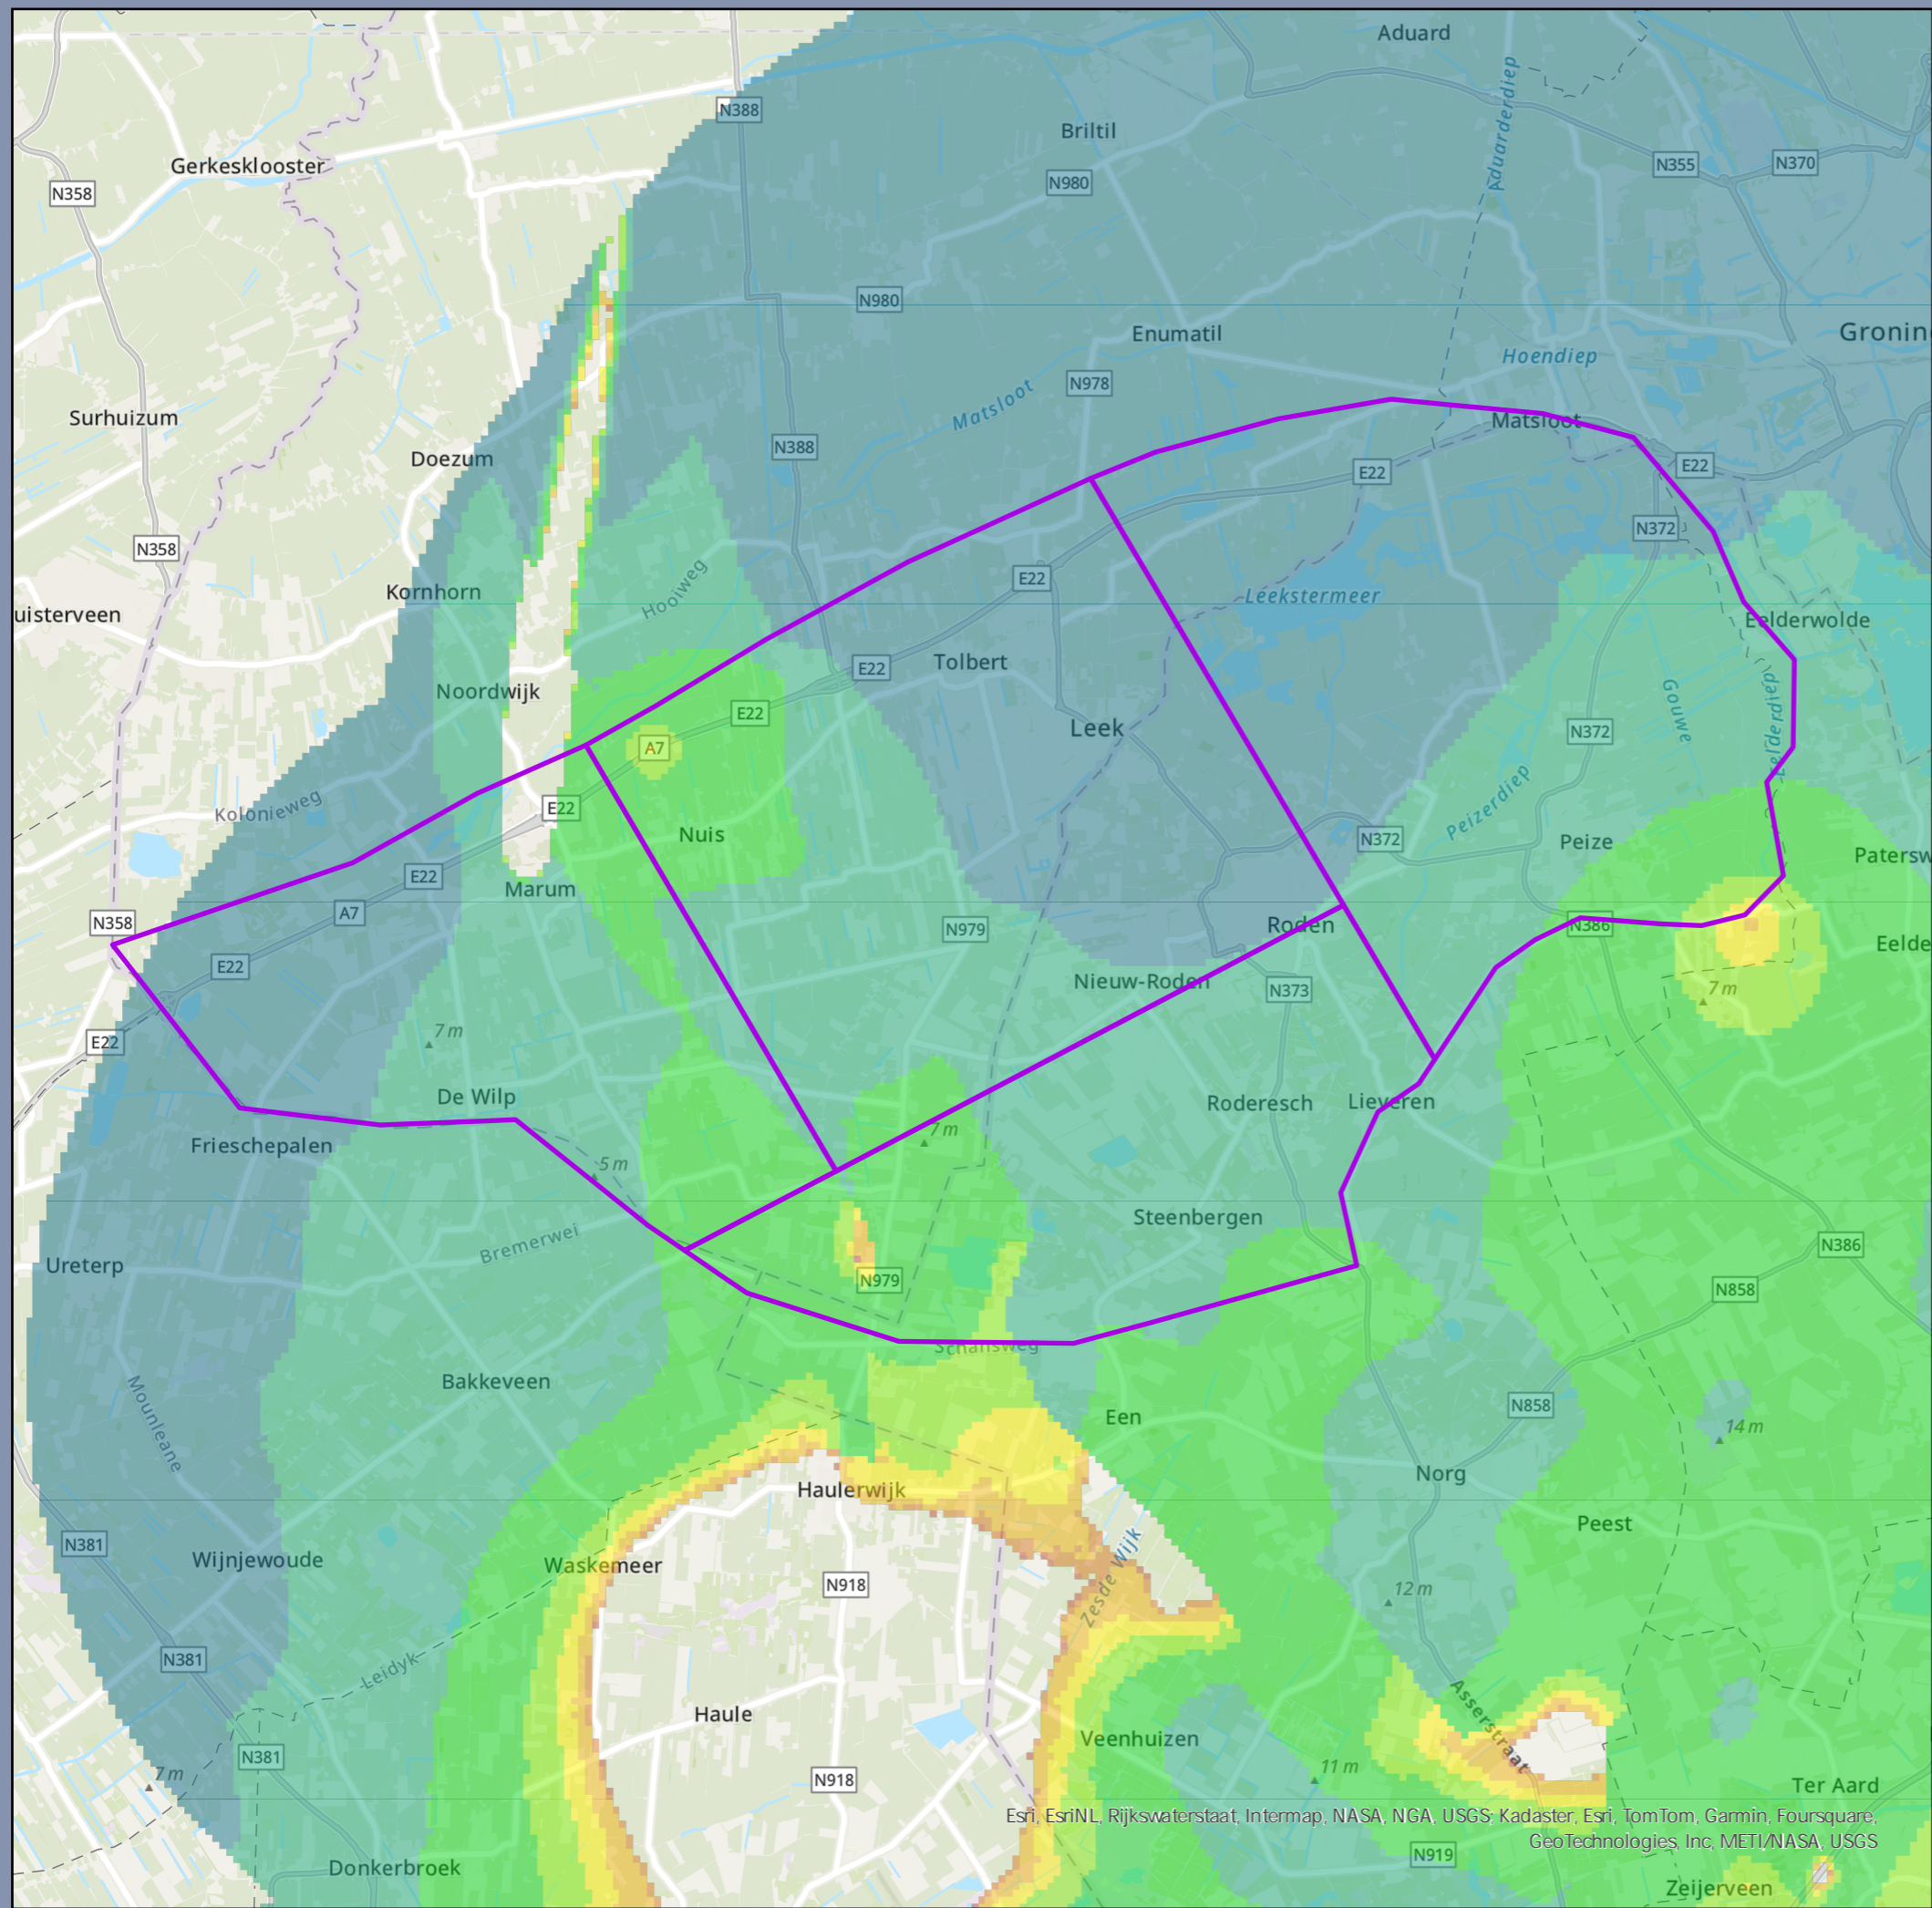 Aduard
N388
Aduarderdiep
Briltil
N355
N370
Gerkesklooster
N980
N358
N980
Gronin
Enumatil
Hoendiep
N978
Matsloot
Surhuizum
Matsloot
N388
Doezum
E22
E22
N372
N358
E22
Hooiweg
Kornhorn
Leekstermeer
uisterveen
Eelderwolde
Tolbert
E22
Noordwijk
Gouwe
Eelderdiep
E22
Leek
N372
A7
Peizerdiep
Kolonieweg
E22
Nuis
N372
Peize
Patersw
E22
Marum
A7
N358
N979
Roden
N386
Eelde
E22
Nieuw-Roden
N373
7 m
7 m
E22
De Wilp
Roderesch
Lieveren
Frieschepalen
7 m
5 m
Steenbergen
Bremerwei
N386
Ureterp
N979
N858
Schansweg
Bakkeveen
N858
Mounleane
Een
14 m
Norg
Haulerwijk
Peest
N381
Wijnjewoude
Waskemeer
Zesde Wijk
N918
12 m
N381
Leidyk
Haule
Asserstraat
Veenhuizen
N381
11 m
7 m
N918
Ter Aard
Esri, EsriNL, Rijkswaterstaat, Intermap, NASA, NGA, USGS; Kadaster, Esri, TomTom, Garmin, Foursquare,
GeoTechnologies, Inc, METI/NASA, USGS
N919
Donkerbroek
Zeijerveen